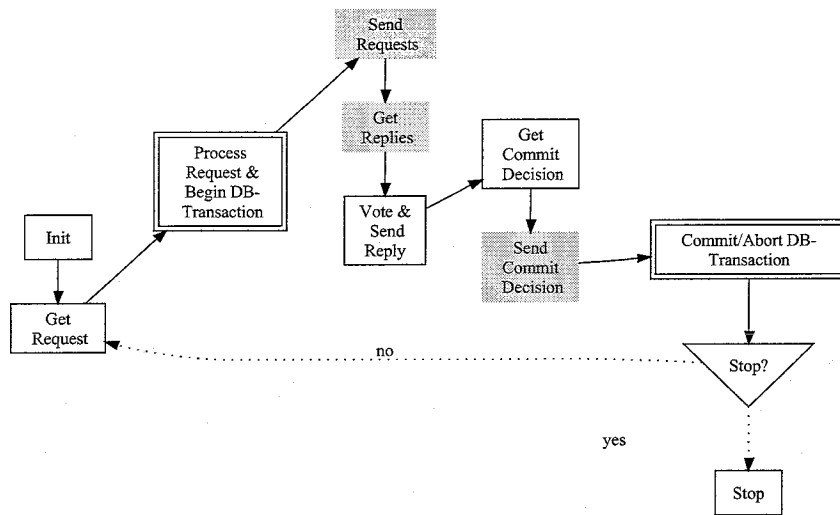 Send
Requests
Get
Replies
Get
Commit
Decision
Process
Request &
Begin DB-
Transaction
Vote &
Send
Reply
Init
Send
Commit
Decision
Commit/Abort DB-
Transaction
Get
Request
no
Stop?
yes
Stop